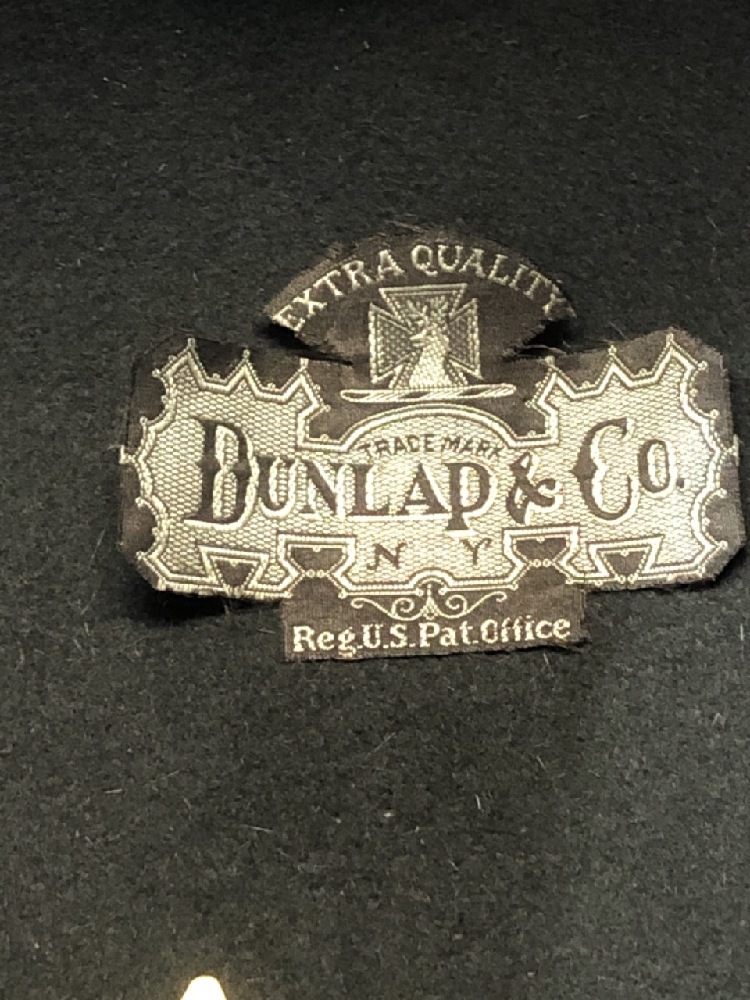 EXTRA QUALITY
TRADE MARK
DUNLAP & CO.
N Y
Reg.U.S.Pat.Office